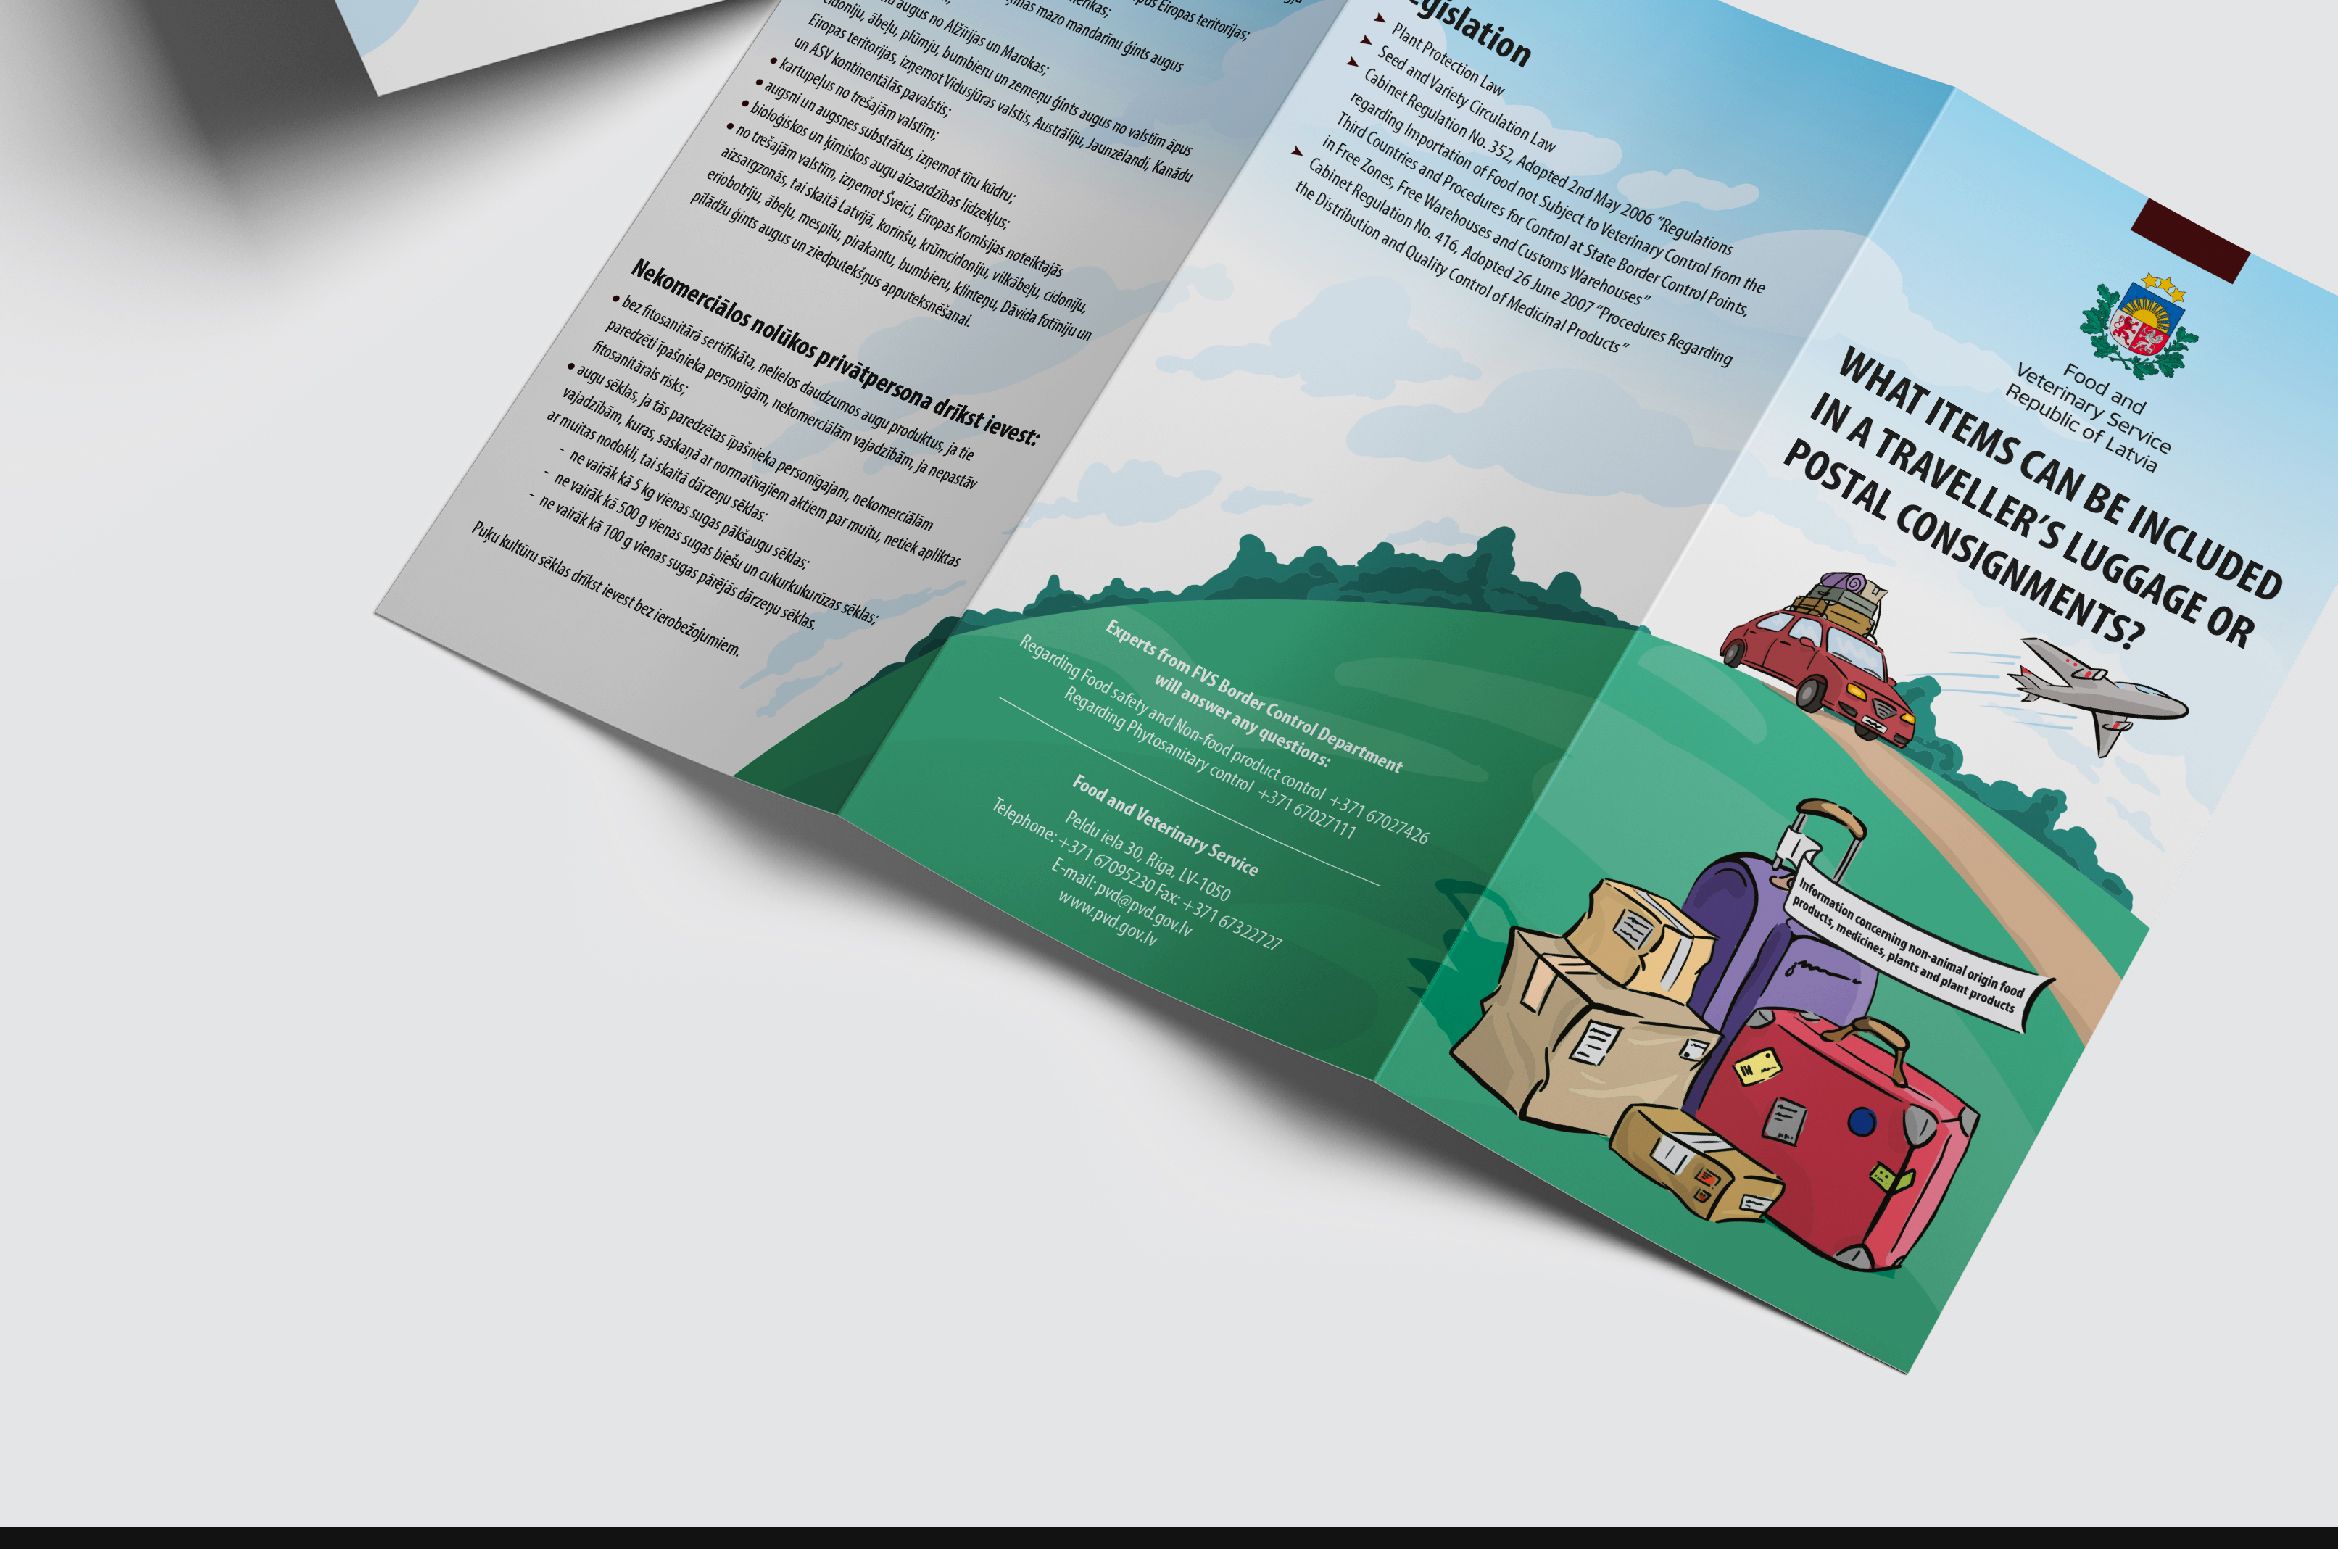 pus Eiropas teritorijas;
mazo mandarīnu ģints augus
augus no Alžīrijas un Marokas;
cidoniju, ābeļu, plūmju, bumbieru un zemeņu ģints augus no valstīm ārpus
Eiropas teritorijas, izņemot Vidusjūras valstis, Austrāliju, Jaunzēlandi, Kanādu
un ASV kontinentālās pavalstis;
• kartupeļus no trešajām valstīm;
• augsni un augsnes substrātus, izņemot tīru kūdru;
• bioloģiskos un ķīmiskos augu aizsardzības līdzekļus;
• no trešajām valstīm, izņemot Šveici, Eiropas Komisijas noteiktajās
aizsargzonās, tai skaitā Latvijā, korinšu, krūmcidoniju, vilkābeļu, cidoniju,
eriobotriju, ābeļu, mespilu, pirakantu, bumbieru, klinteņu, Dāvida fotīniju un
pīlādžu ģints augus un ziedputekšņus apputeksnēšanai.
Nekomerciālos nolūkos privātpersona drīkst ievest:
• bez fitosanitārā sertifikāta, nelielos daudzumos augu produktus, ja tie
paredzēti īpašnieka personīgām, nekomerciālām vajadzībām, ja nepastāv
fitosanitārais risks;
• augu sēklas, ja tās paredzētas īpašnieka personīgajam, nekomerciālām
vajadzībām, kuras, saskaņā ar normatīvajiem aktiem par muitu, netiek apliktas
ar muitas nodokli, tai skaitā dārzeņu sēklas:
- ne vairāk kā 5 kg vienas sugas pākšaugu sēklas;
- ne vairāk kā 500 g vienas sugas biešu un cukurkukurūzas sēklas;
- ne vairāk kā 100 g vienas sugas pārējās dārzeņu sēklas.
Puķu kultūru sēklas drīkst ievest bez ierobežojumiem.
egislation
➤ Plant Protection Law
➤ Seed and Variety Circulation Law
➤ Cabinet Regulation No. 352, Adopted 2nd May 2006 "Regulations
regarding Importation of Food not Subject to Veterinary Control from the
Third Countries and Procedures for Control at State Border Control Points,
in Free Zones, Free Warehouses and Customs Warehouses"
➤ Cabinet Regulation No. 416, Adopted 26 June 2007 "Procedures Regarding
the Distribution and Quality Control of Medicinal Products"
Experts from FVS Border Control Department
will answer any questions:
Regarding Food safety and Non-food product control +371 67027426
Regarding Phytosanitary control +371 67027111
Food and Veterinary Service
Peldu iela 30, Riga, LV-1050
Telephone: +371 67095230 Fax: +371 67322727
E-mail: pvd@pvd.gov.lv
www.pvd.gov.lv
Food and
Veterinary Service
Republic of Latvia
WHAT ITEMS CAN BE INCLUDED
IN A TRAVELLER'S LUGGAGE OR
POSTAL CONSIGNMENTS?
Information concerning non-animal origin food
products, medicines, plants and plant products